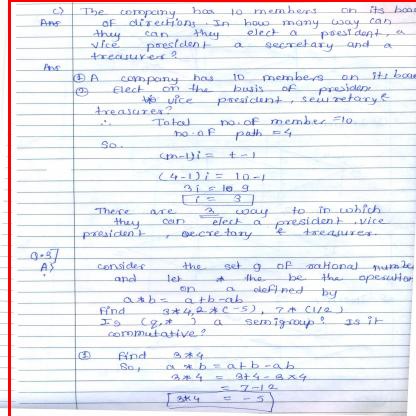 c) The company has 10 members on its boar
Ans of directions. In how many way can
they can they elect a president, a
vice president a secretary and a
treasurer?
Ans
① A company has 10 members on its boa
② Elect on the basis of presiden
vice president, secretary &
treasurer?
∴ Total no. of member = 10
no. of path = 4
So.
(m-1)i = t-1
(4-1)i = 10-1
3i = 9
i = 3
There are 3 way to in which
they can elect a president, vice
president, secretary & treasurer.
Q.3]
A) consider the set q of rational number
and let * the be the operation
on a defined by
a*b = a+b-ab
Find 3*4, 2*(-5), 7*(1/2)
Is (q,*) a semigroup? Is it
commutative?
① find 3*4
So, a*b = a+b-ab
3*4 = 3+4-3×4
= 7-12
3*4 = -5